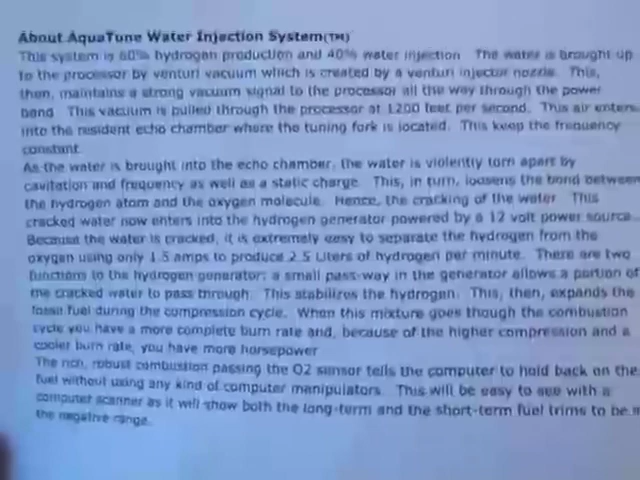 About AquaTune Water Injection System(TM)
This system is 60% hydrogen production and 40% water injection  The water is brought up
to the processor by venturi vacuum which is created by a venturi injector nozzle.  This,
then, maintains a strong vacuum signal to the processor all the way through the power
band  This vacuum is pulled through the processor at 1200 feet per second.  This air enters
into the resident echo chamber where the tuning fork is located.  This keep the frequency
constant
As the water is brought into the echo chamber, the water is violently torn apart by
cavitation and frequency as well as a static charge.  This, in turn, loosens the bond between
the hydrogen atom and the oxygen molecule.  Hence, the cracking of the water  This
cracked water now enters into the hydrogen generator powered by a 12 volt power source.
Because the water is cracked, it is extremely easy to separate the hydrogen from the
oxygen using only 1.5 amps to produce 2.5 Liters of hydrogen per minute.  There are two
functions to the hydrogen generator: a small pass-way in the generator allows a portion of
the cracked water to pass through.  This stabilizes the hydrogen.  This, then, expands the
fossil fuel during the compression cycle.  When this mixture goes though the combustion
cycle you have a more complete burn rate and, because of the higher compression and a
cooler burn rate, you have more horsepower
The rich, robust combustion passing the O2 sensor tells the computer to hold back on the
fuel without using any kind of computer manipulators.  This will be easy to see with a
computer scanner as it will show both the long-term and the short-term fuel trims to be
the negative range.